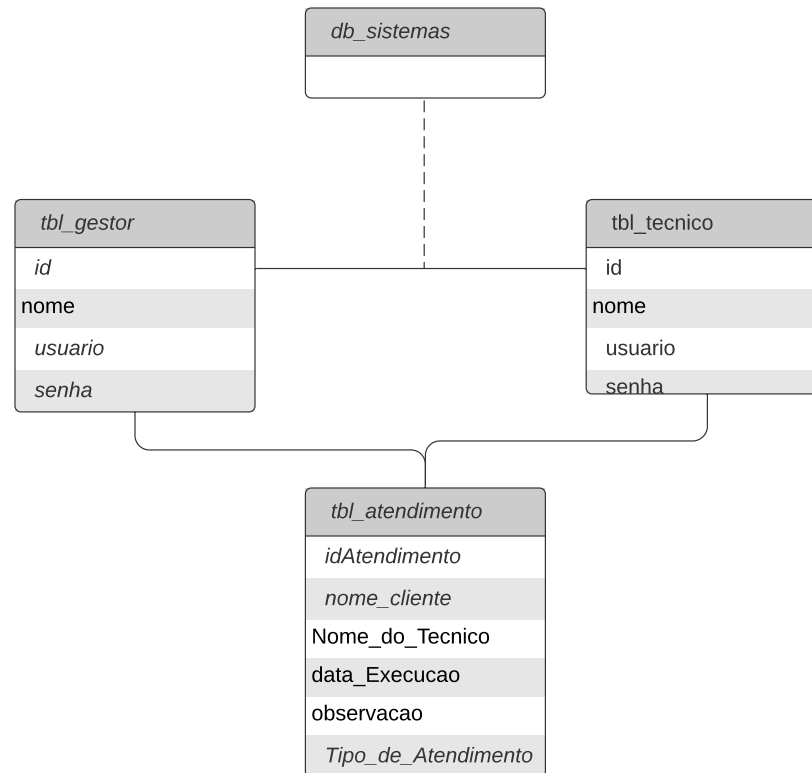 db_sistemas
tbl_gestor
id
nome
usuario
senha
tbl_tecnico
id
nome
usuario
senha
tbl_atendimento
idAtendimento
nome_cliente
Nome_do_Tecnico
data_Execucao
observacao
Tipo_de_Atendimento